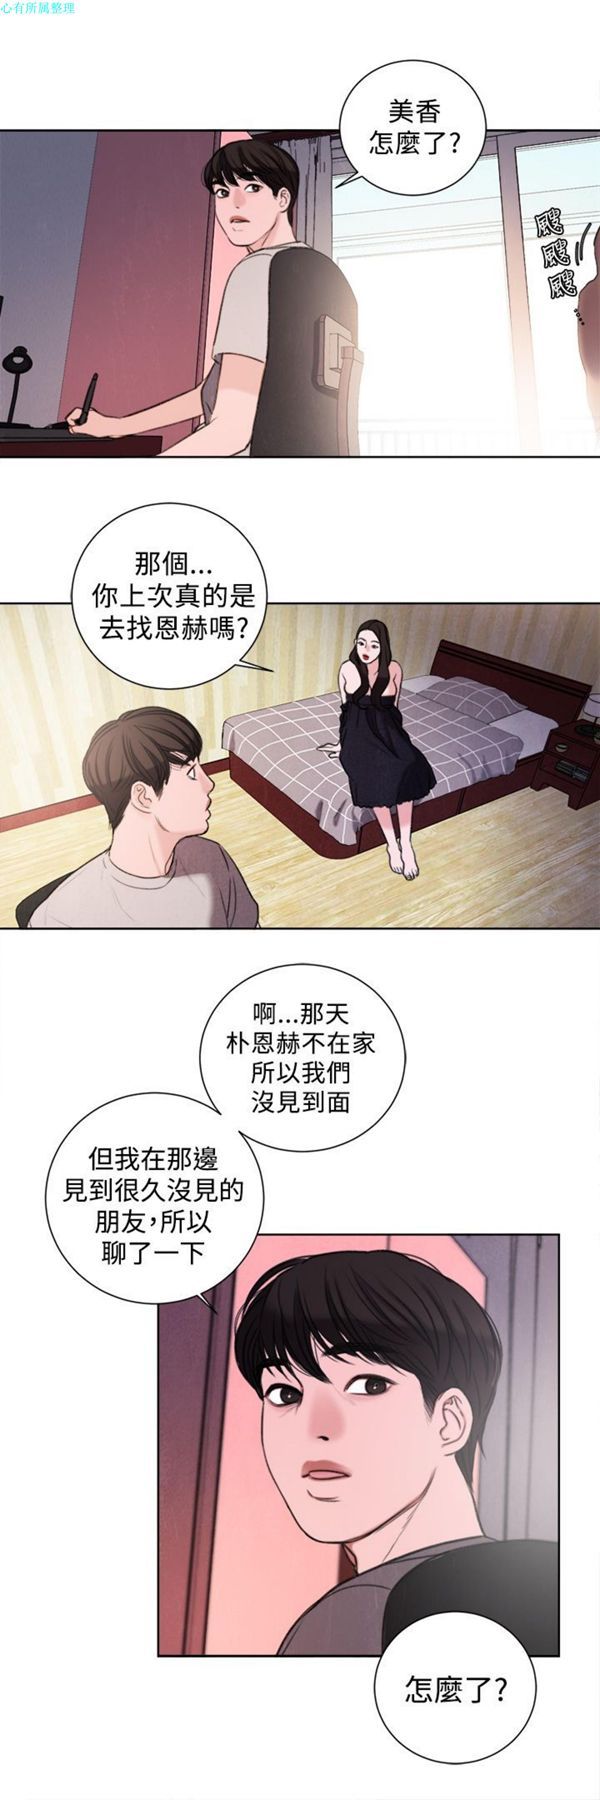 心有所属整理
美香
怎麼了?
颼颼颼
那個...
你上次真的是
去找恩赫嗎?
啊...那天
朴恩赫不在家
所以我們
沒見到面
但我在那邊
見到很久沒見的
朋友,所以
聊了一下
怎麼了?